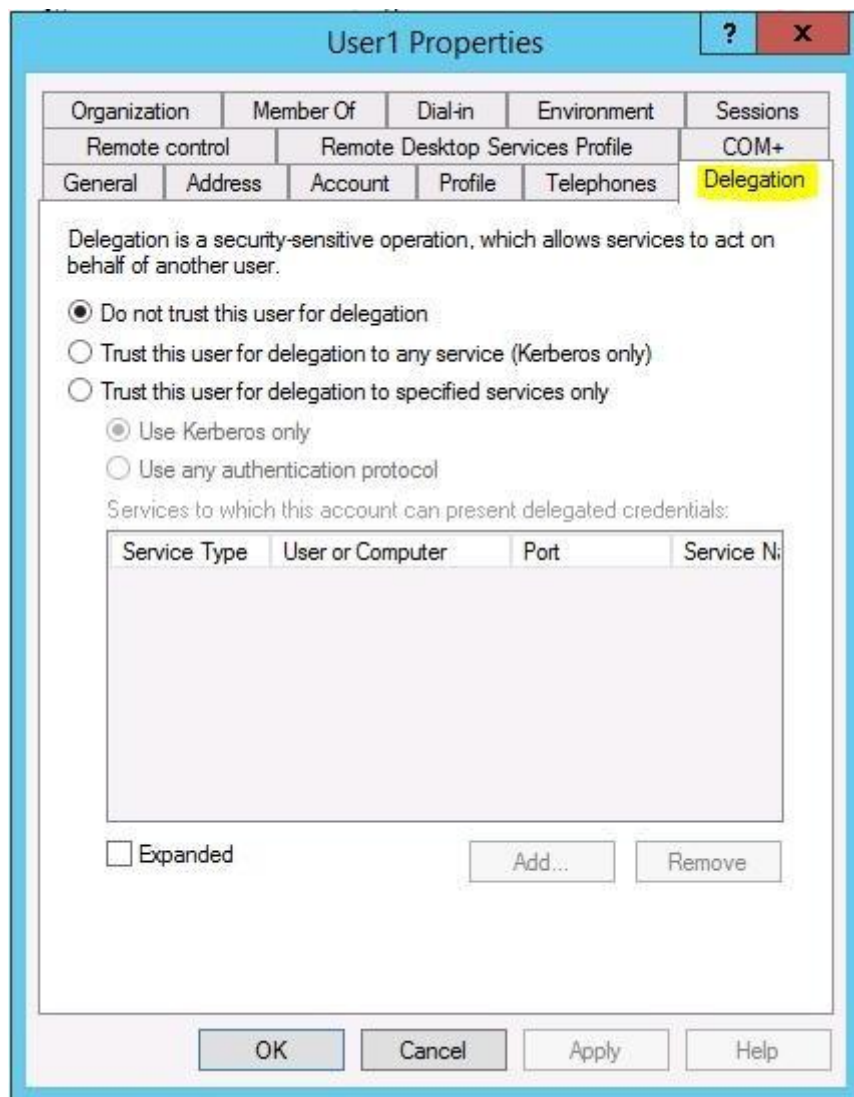 User1 Properties
?
x
Organization Member Of Dial-in Environment Sessions
Remote control Remote Desktop Services Profile COM+
General Address Account Profile Telephones Delegation
Delegation is a security-sensitive operation, which allows services to act on
behalf of another user.
Do not trust this user for delegation
Trust this user for delegation to any service (Kerberos only)
Trust this user for delegation to specified services only
Use Kerberos only
Use any authentication protocol
Services to which this account can present delegated credentials:
Service Type User or Computer Port Service Na
Expanded Add... Remove
OK Cancel Apply Help